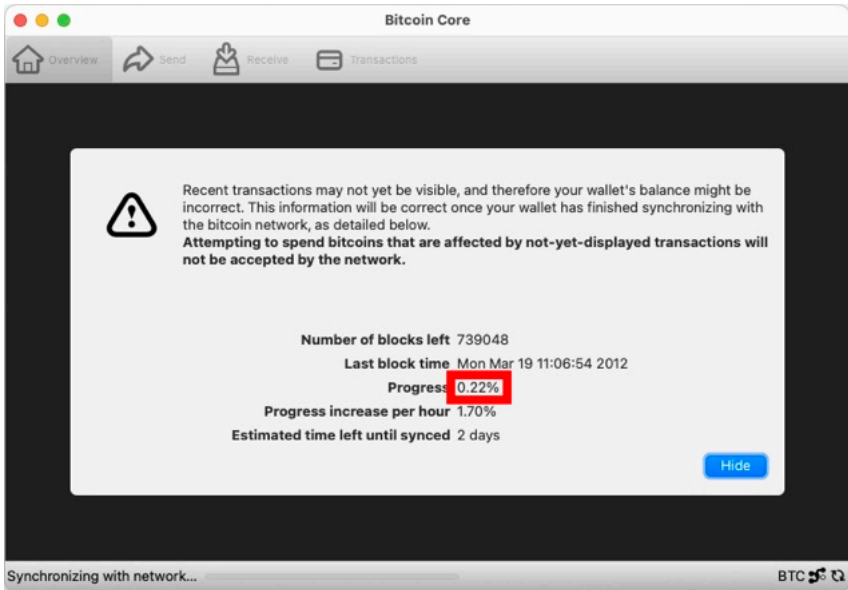 Bitcoin Core
Overview Send Receive Transactions
Recent transactions may not yet be visible, and therefore your wallet's balance might be
incorrect. This information will be correct once your wallet has finished synchronizing with
the bitcoin network, as detailed below.
Attempting to spend bitcoins that are affected by not-yet-displayed transactions will
not be accepted by the network.
Number of blocks left 739048
Last block time Mon Mar 19 11:06:54 2012
Progress 0.22%
Progress increase per hour 1.70%
Estimated time left until synced 2 days
Hide
Synchronizing with network... BTC